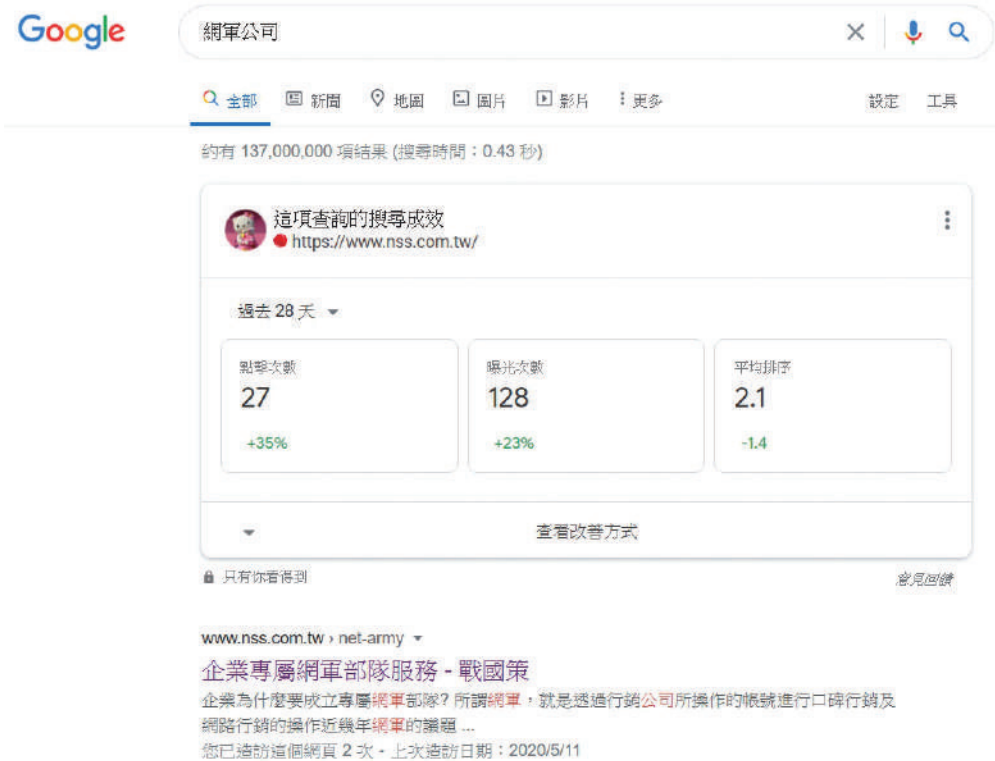 Google
網軍公司
全部 新聞 地圖 圖片 影片 更多 設定 工具
約有 137,000,000 項結果 (搜尋時間：0.43 秒)
這項查詢的搜尋成效
https://www.nss.com.tw/
過去 28 天
點擊次數 曝光次數 平均排序
27 128 2.1
+35% +23% -1.4
查看改善方式
只有你看得到 意見回饋
www.nss.com.tw › net-army
企業專屬網軍部隊服務 - 戰國策
企業為什麼要成立專屬網軍部隊? 所謂網軍，就是透過行銷公司所操作的帳號進行口碑行銷及
網路行銷的操作近幾年網軍的議題 ...
您已造訪這個網頁 2 次。上次造訪日期：2020/5/11